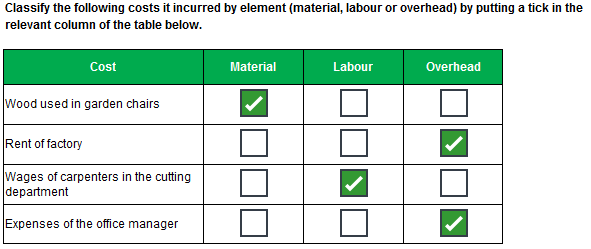 Classify the following costs it incurred by element (material, labour or overhead) by putting a tick in the
relevant column of the table below.
Cost Material Labour Overhead
Wood used in garden chairs
Rent of factory
Wages of carpenters in the cutting
department
Expenses of the office manager